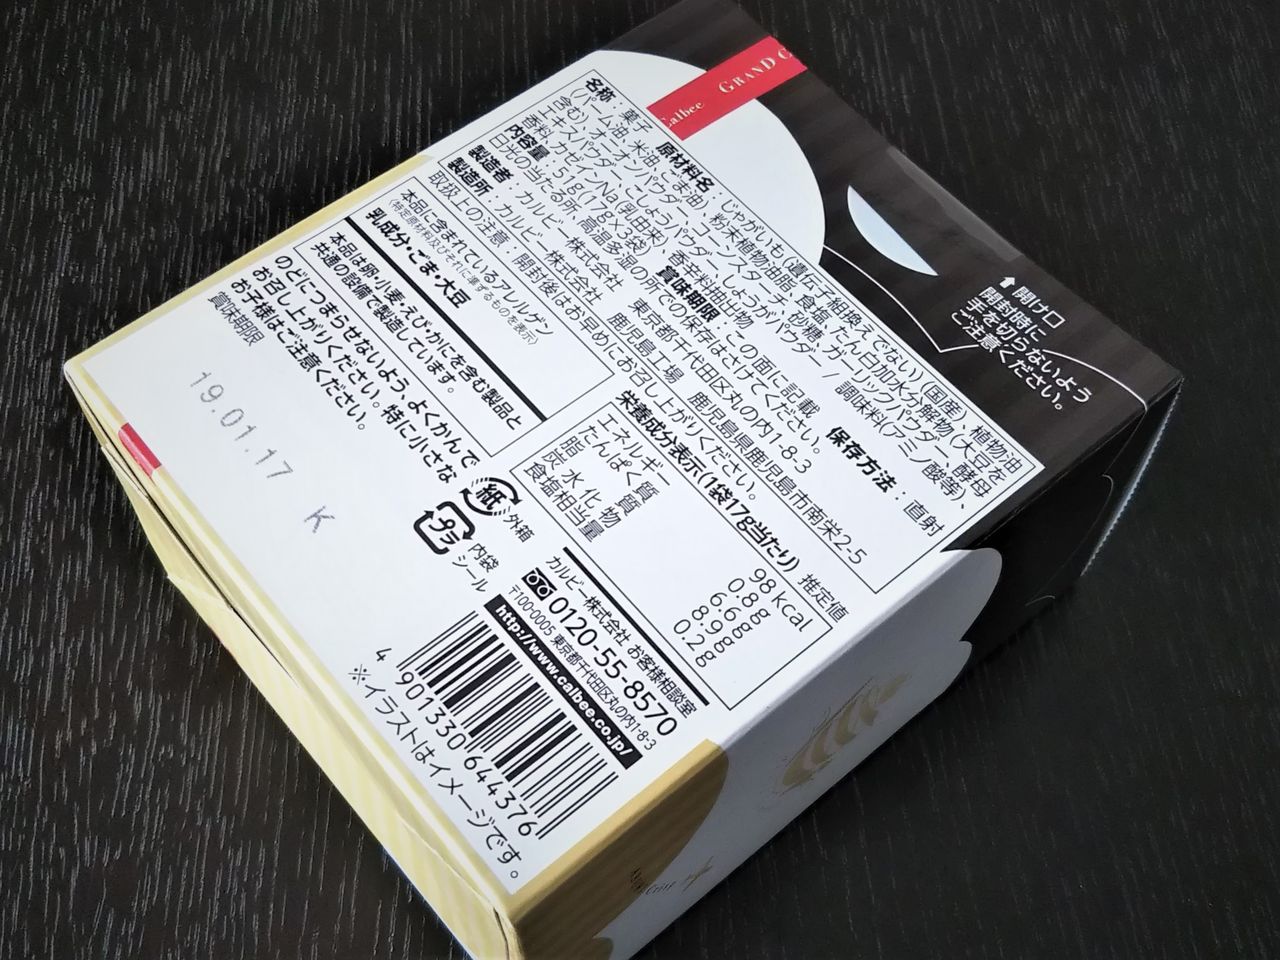 Calbee GRAND C
名称：菓子 原材料名：じゃがいも(遺伝子組換えでない)(国産)、植物油
(パーム油、米油、ごま油)、粉末植物油脂、食塩、たん白加水分解物(大豆を
含む)、オニオンパウダー、コーンスターチ、砂糖、ガーリックパウダー、酵母
エキスパウダー、こしょうパウダー、しょうがパウダー／調味料(アミノ酸等)、
香料、カゼインNa(乳由来)、香辛料抽出物
内容量：51g(17g×3袋) 賞味期限：この面に記載 保存方法：直射
日光の当たる所、高温多湿の所での保存はさけてください。
製造者：カルビー株式会社 東京都千代田区丸の内1-8-3
製造所：カルビー株式会社 鹿児島工場 鹿児島県鹿児島市南栄2-5
取扱上の注意：開封後はお早めにお召し上がりください。
本品に含まれているアレルゲン
(特定原材料及びそれに準ずるものを表示)
乳成分・ごま・大豆
本品は卵・小麦・えび・かにを含む製品と
共通の設備で製造しています。
のどにつまらせないよう、よくかんで
お召し上がりください。特に小さな
お子様はご注意ください。
賞味期限
19.01.17 K
栄養成分表示(1袋17g当たり) 推定値
エネルギー 98 kcal
たんぱく質 0.8g
脂質 6.6g
炭水化物 8.9g
食塩相当量 0.2g
紙 外箱
プラ 内袋
シール
カルビー株式会社 お客様相談室
0120-55-8570
〒100-0005 東京都千代田区丸の内1-8-3
http://www.calbee.co.jp/
4 901330 644376
※イラストはイメージです。
↑開け口
開封時に
手を切らないよう
ご注意ください。